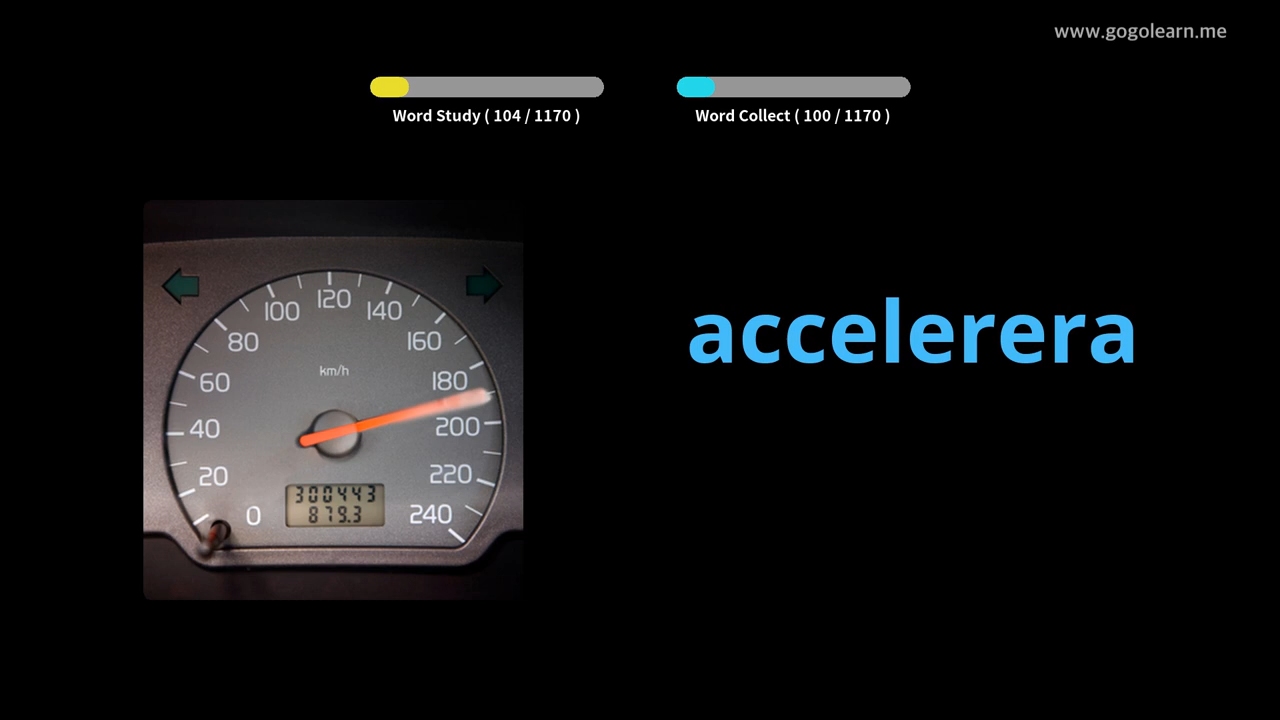 www.gogolearn.me
Word Study ( 104 / 1170 )
Word Collect ( 100 / 1170 )
accelerera
120
100 140
80 160
km/h
60 180
40 200
20 220
300443
0 240
879.3